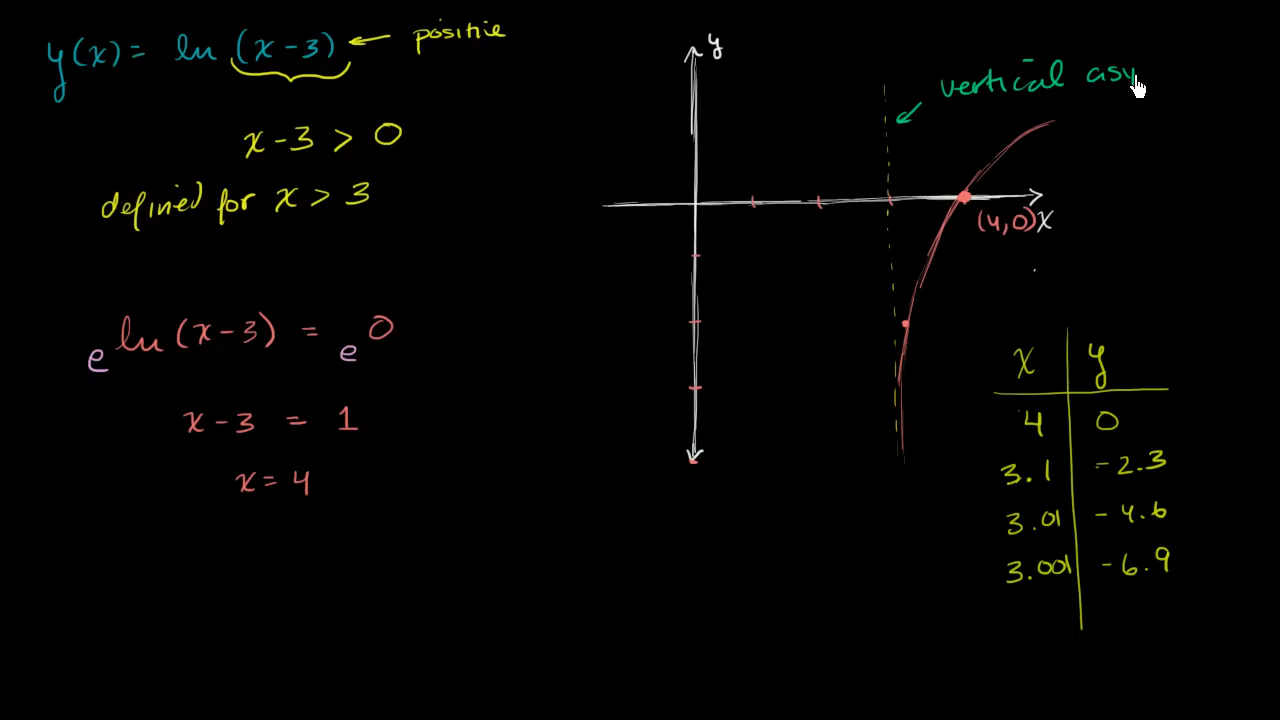 y(x) = ln (x-3) ← positive
x-3 > 0
defined for x > 3
e^ln(x-3) = e^0
x-3 = 1
x = 4
y
vertical asy
(4,0) x
x y
4 0
3.1 -2.3
3.01 -4.6
3.001 -6.9